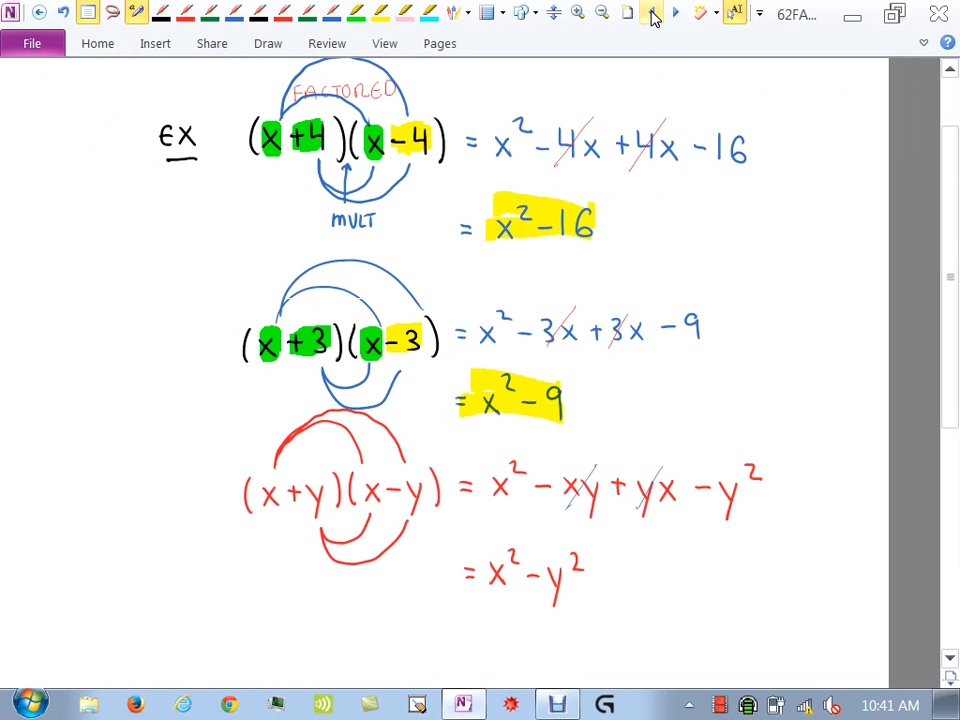 62FA...
File Home Insert Share Draw Review View Pages
FACTORED
EX (x+4)(x-4) = x² - 4x + 4x - 16
MULT
= x² - 16
(x+3)(x-3) = x² - 3x + 3x - 9
= x² - 9
(x+y)(x-y) = x² - xy + yx - y²
= x² - y²
10:41 AM